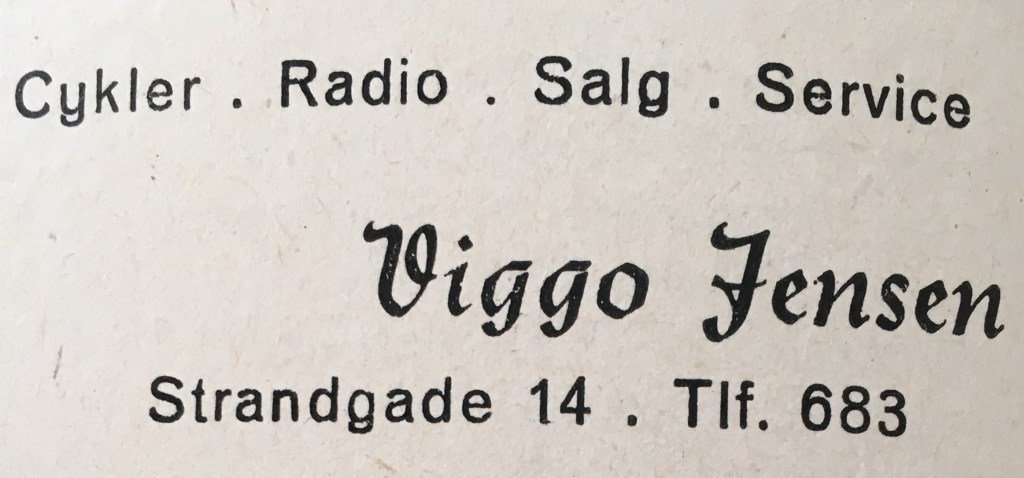 Cykler . Radio . Salg . Service
Viggo Jensen
Strandgade 14 . Tlf. 683